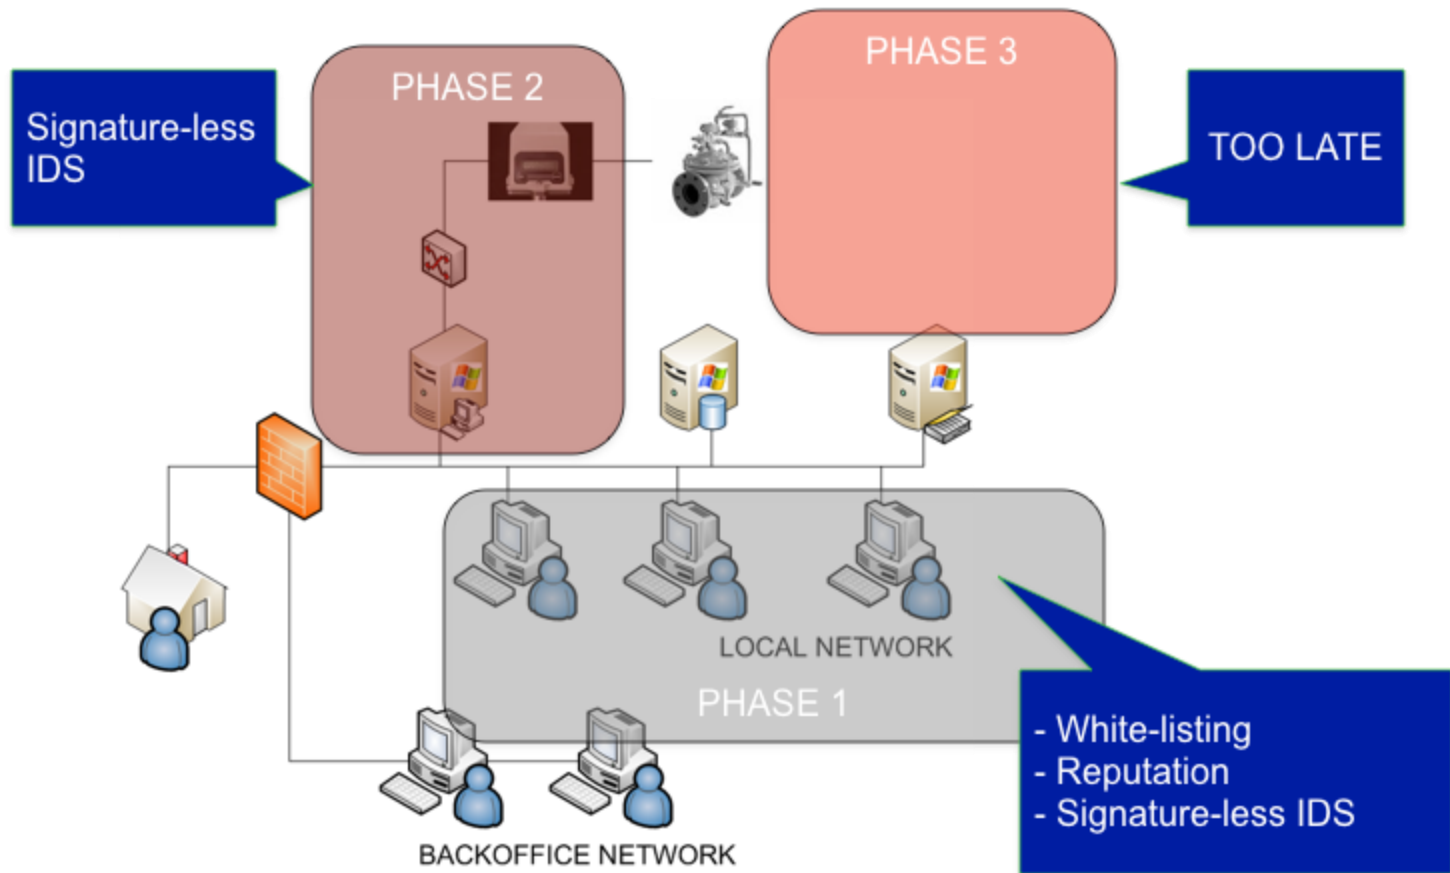 PHASE 3
PHASE 2
Signature-less
IDS
TOO LATE
LOCAL NETWORK
PHASE 1
- White-listing
- Reputation
- Signature-less IDS
BACKOFFICE NETWORK